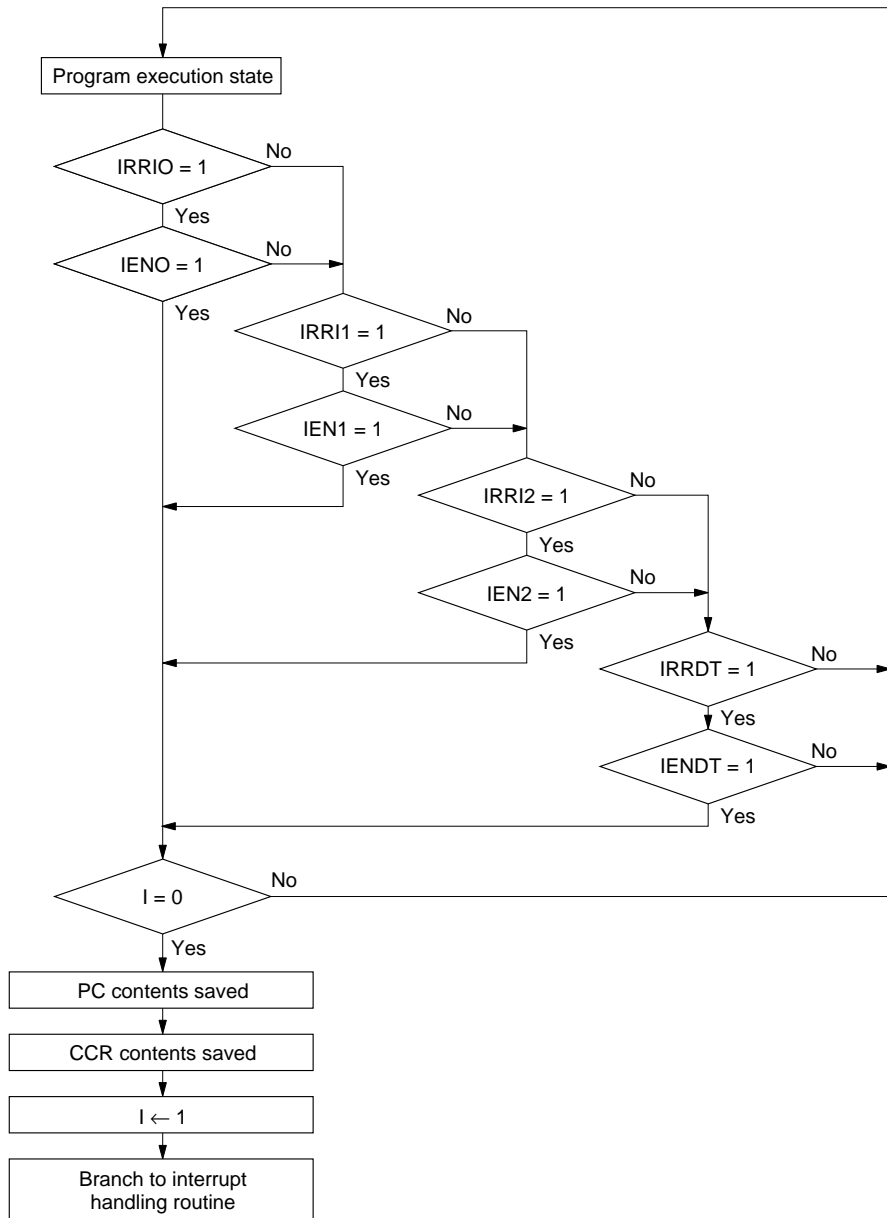 Program execution state
IRRIO = 1
No
Yes
IENO = 1
No
Yes
IRRI1 = 1
No
Yes
IEN1 = 1
No
Yes
IRRI2 = 1
No
Yes
IEN2 = 1
No
Yes
IRRDT = 1
No
Yes
IENDT = 1
No
Yes
I = 0
No
Yes
PC contents saved
CCR contents saved
I ← 1
Branch to interrupt
handling routine